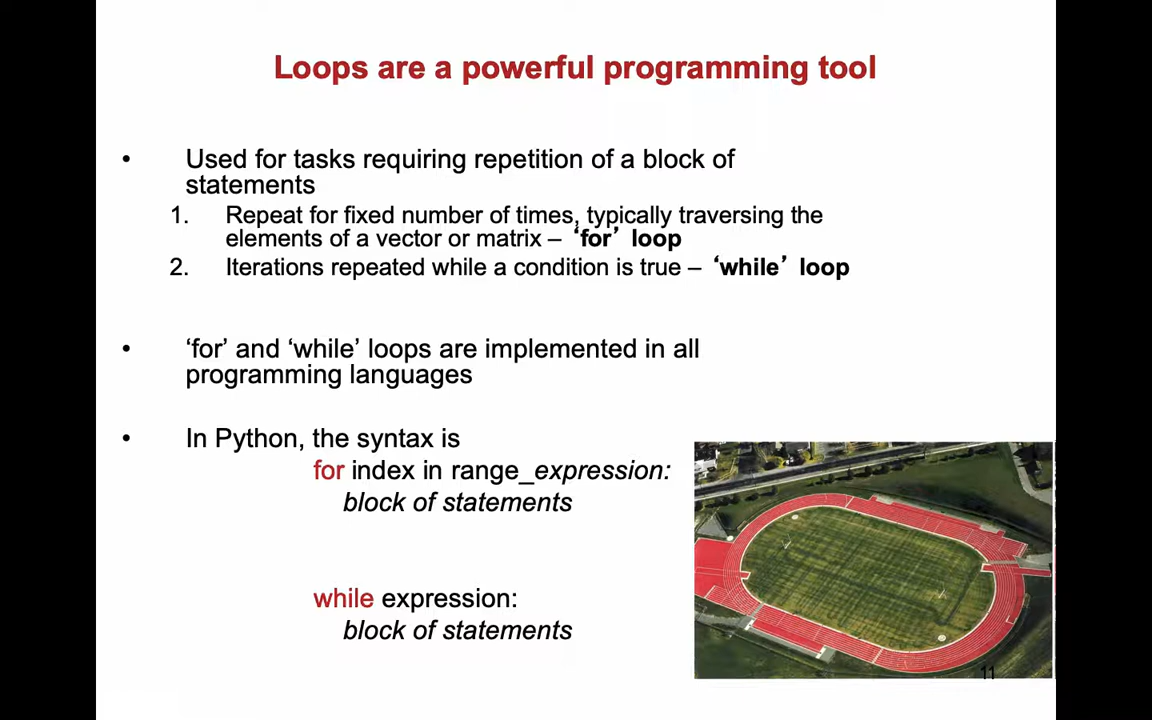 Loops are a powerful programming tool
• Used for tasks requiring repetition of a block of
statements
1. Repeat for fixed number of times, typically traversing the
elements of a vector or matrix – ‘for’ loop
2. Iterations repeated while a condition is true – ‘while’ loop
• ‘for’ and ‘while’ loops are implemented in all
programming languages
• In Python, the syntax is
for index in range_expression:
block of statements
while expression:
block of statements
11